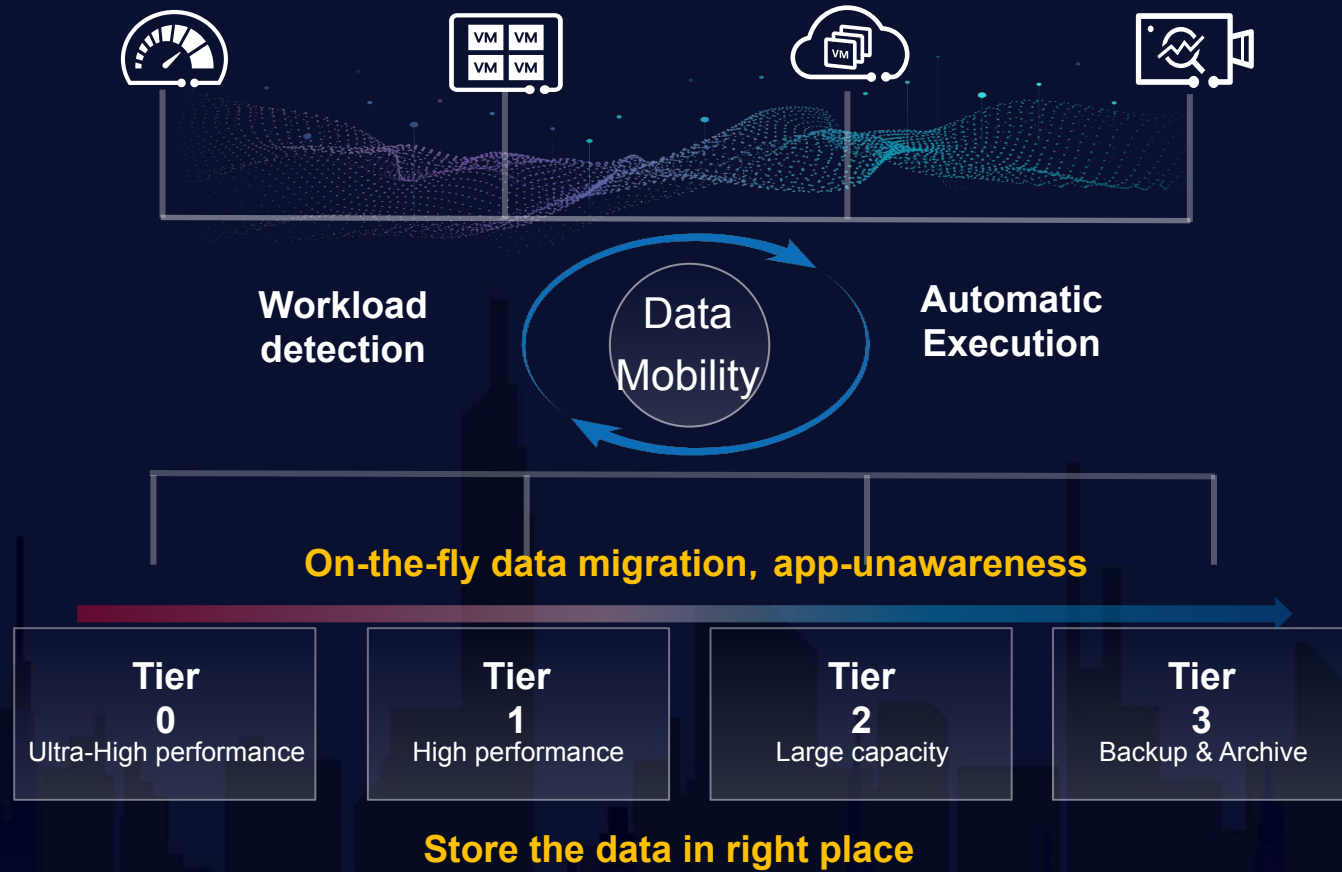 VM VM
VM VM
VM
Workload
detection
Data
Mobility
Automatic
Execution
On-the-fly data migration, app-unawareness
Tier
0
Ultra-High performance
Tier
1
High performance
Tier
2
Large capacity
Tier
3
Backup & Archive
Store the data in right place